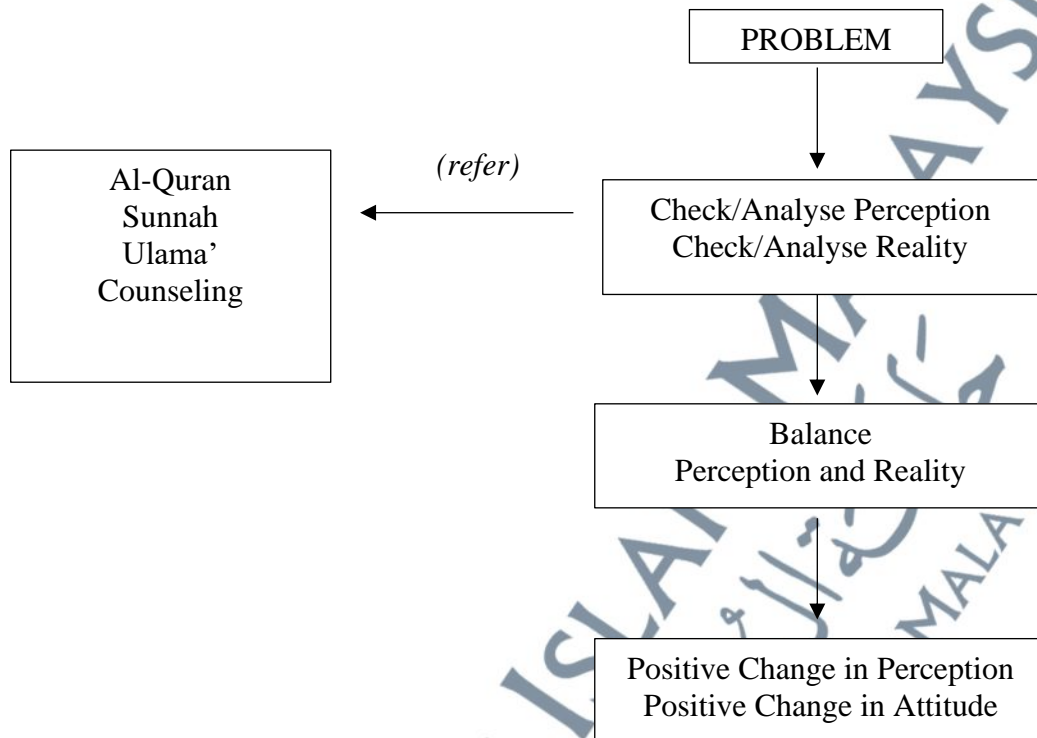 PROBLEM
(refer)
Al-Quran
Sunnah
Ulama’
Counseling
Check/Analyse Perception
Check/Analyse Reality
Balance
Perception and Reality
Positive Change in Perception
Positive Change in Attitude